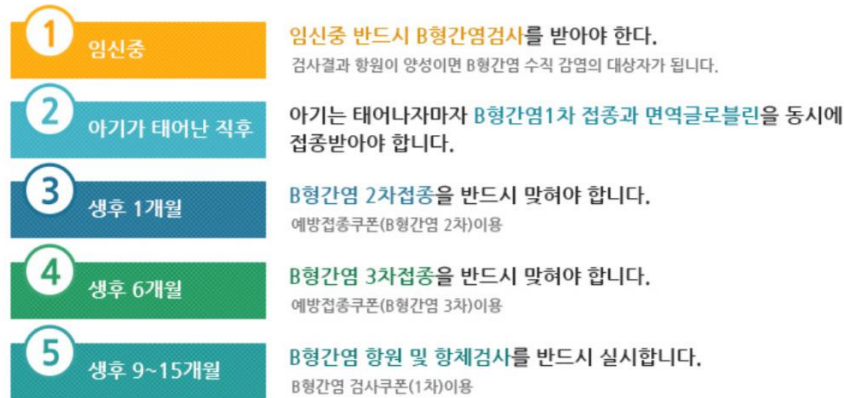 1
임신중
임신중 반드시 B형간염검사를 받아야 한다.
검사결과 항원이 양성이면 B형간염 수직 감염의 대상자가 됩니다.
2
아기가 태어난 직후
아기는 태어나자마자 B형간염1차 접종과 면역글로블린을 동시에
접종받아야 합니다.
3
생후 1개월
B형간염 2차접종을 반드시 맞혀야 합니다.
예방접종쿠폰(B형간염 2차)이용
4
생후 6개월
B형간염 3차접종을 반드시 맞혀야 합니다.
예방접종쿠폰(B형간염 3차)이용
5
생후 9~15개월
B형간염 항원 및 항체검사를 반드시 실시합니다.
B형간염 검사쿠폰(1차)이용